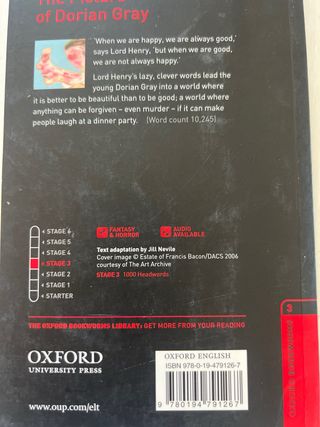 The Picture
of Dorian Gray
'When we are happy, we are always good,'
says Lord Henry, 'but when we are good,
we are not always happy.'
Lord Henry's lazy, clever words lead the
young Dorian Gray into a world where
it is better to be beautiful than to be good; a world where
anything can be forgiven – even murder – if it can make
people laugh at a dinner party. (Word count 10,245)
STAGE 6
STAGE 5
STAGE 4
STAGE 3
STAGE 2
STAGE 1
STARTER
FANTASY
& HORROR
AUDIO
AVAILABLE
Text adaptation by Jill Nevile
Cover image © Estate of Francis Bacon/DACS 2006
courtesy of The Art Archive
STAGE 3 1000 Headwords
THE OXFORD BOOKWORMS LIBRARY: GET MORE FROM YOUR READING
OXFORD
UNIVERSITY PRESS
www.oup.com/elt
OXFORD ENGLISH
ISBN 978-0-19-479126-7
9 780194 791267
3
OXFORD BOOKWORMS